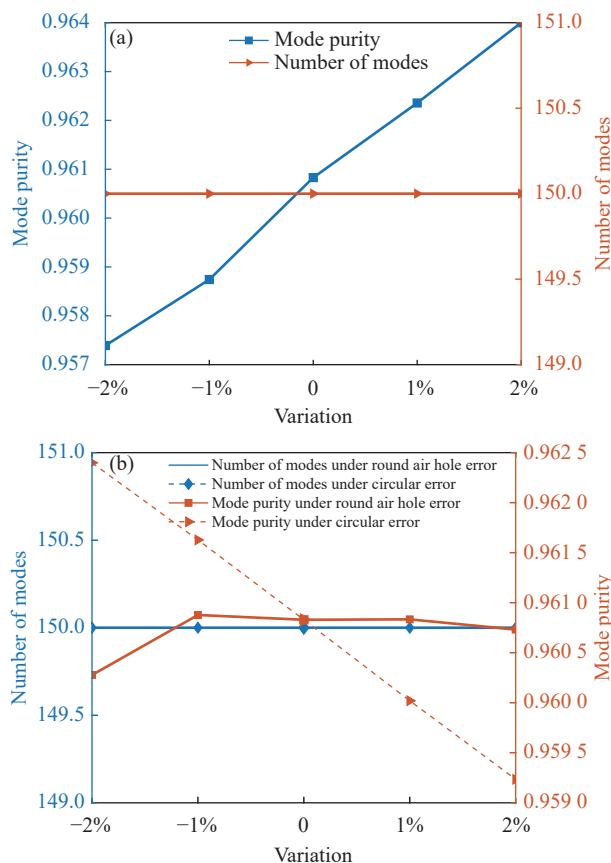 (a)
Mode purity
Number of modes
0.964
0.963
0.962
0.961
0.960
0.959
0.958
0.957
Mode purity
151.0
150.5
150.0
149.5
149.0
Number of modes
−2%
−1%
0
1%
2%
Variation
(b)
Number of modes under round air hole error
Number of modes under circular error
Mode purity under round air hole error
Mode purity under circular error
151.0
150.5
150.0
149.5
149.0
Number of modes
0.962 5
0.962 0
0.961 5
0.961 0
0.960 5
0.960 0
0.959 5
0.959 0
Mode purity
−2%
−1%
0
1%
2%
Variation